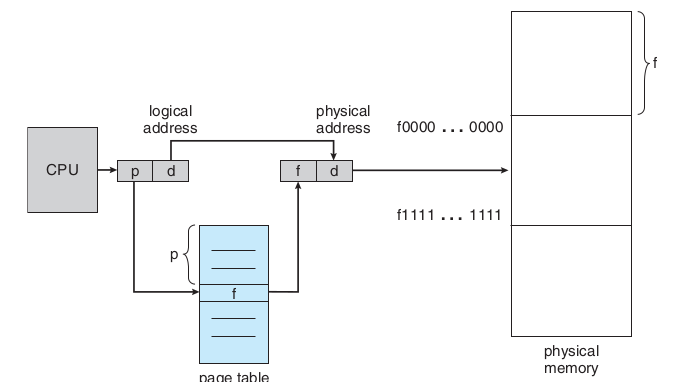 logical
address
physical
address
f0000 ... 0000
f
CPU
p
d
f
d
f1111 ... 1111
p
f
page table
physical
memory